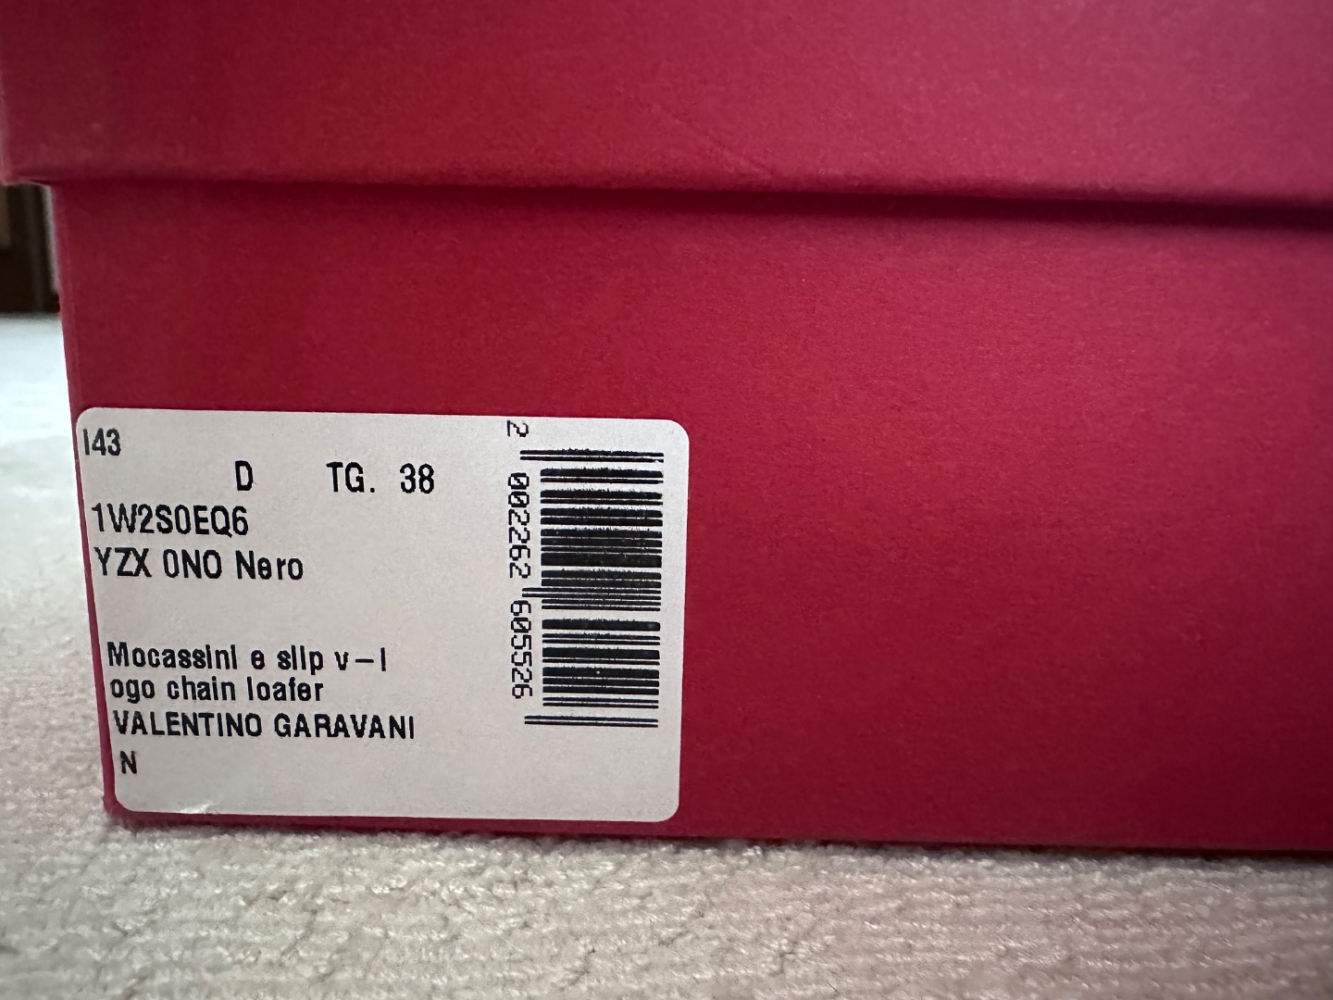 I43
D TG. 38
1W2S0EQ6
YZX 0NO Nero
Mocassini e slip v-l
ogo chain loafer
VALENTINO GARAVANI
N
2 002262 605526